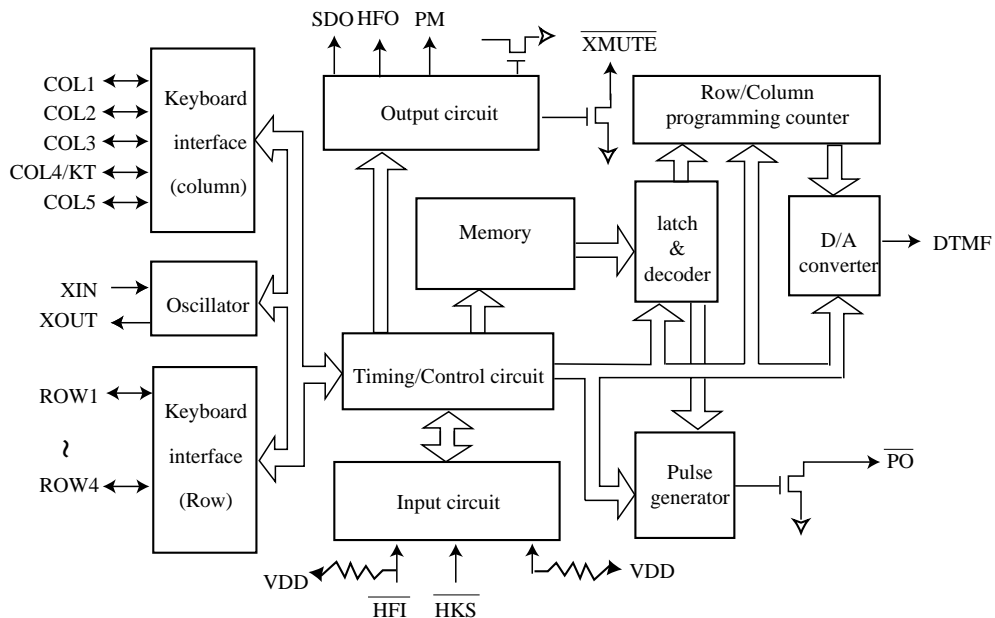 SDO HFO PM
XMUTE
COL1
COL2
COL3
COL4/KT
COL5
Keyboard
interface
(column)
Output circuit
Row/Column
programming counter
Memory
latch
&
decoder
D/A
converter
DTMF
XIN
XOUT
Oscillator
Timing/Control circuit
ROW1
~
ROW4
Keyboard
interface
(Row)
Input circuit
Pulse
generator
PO
VDD
HFI
HKS
VDD